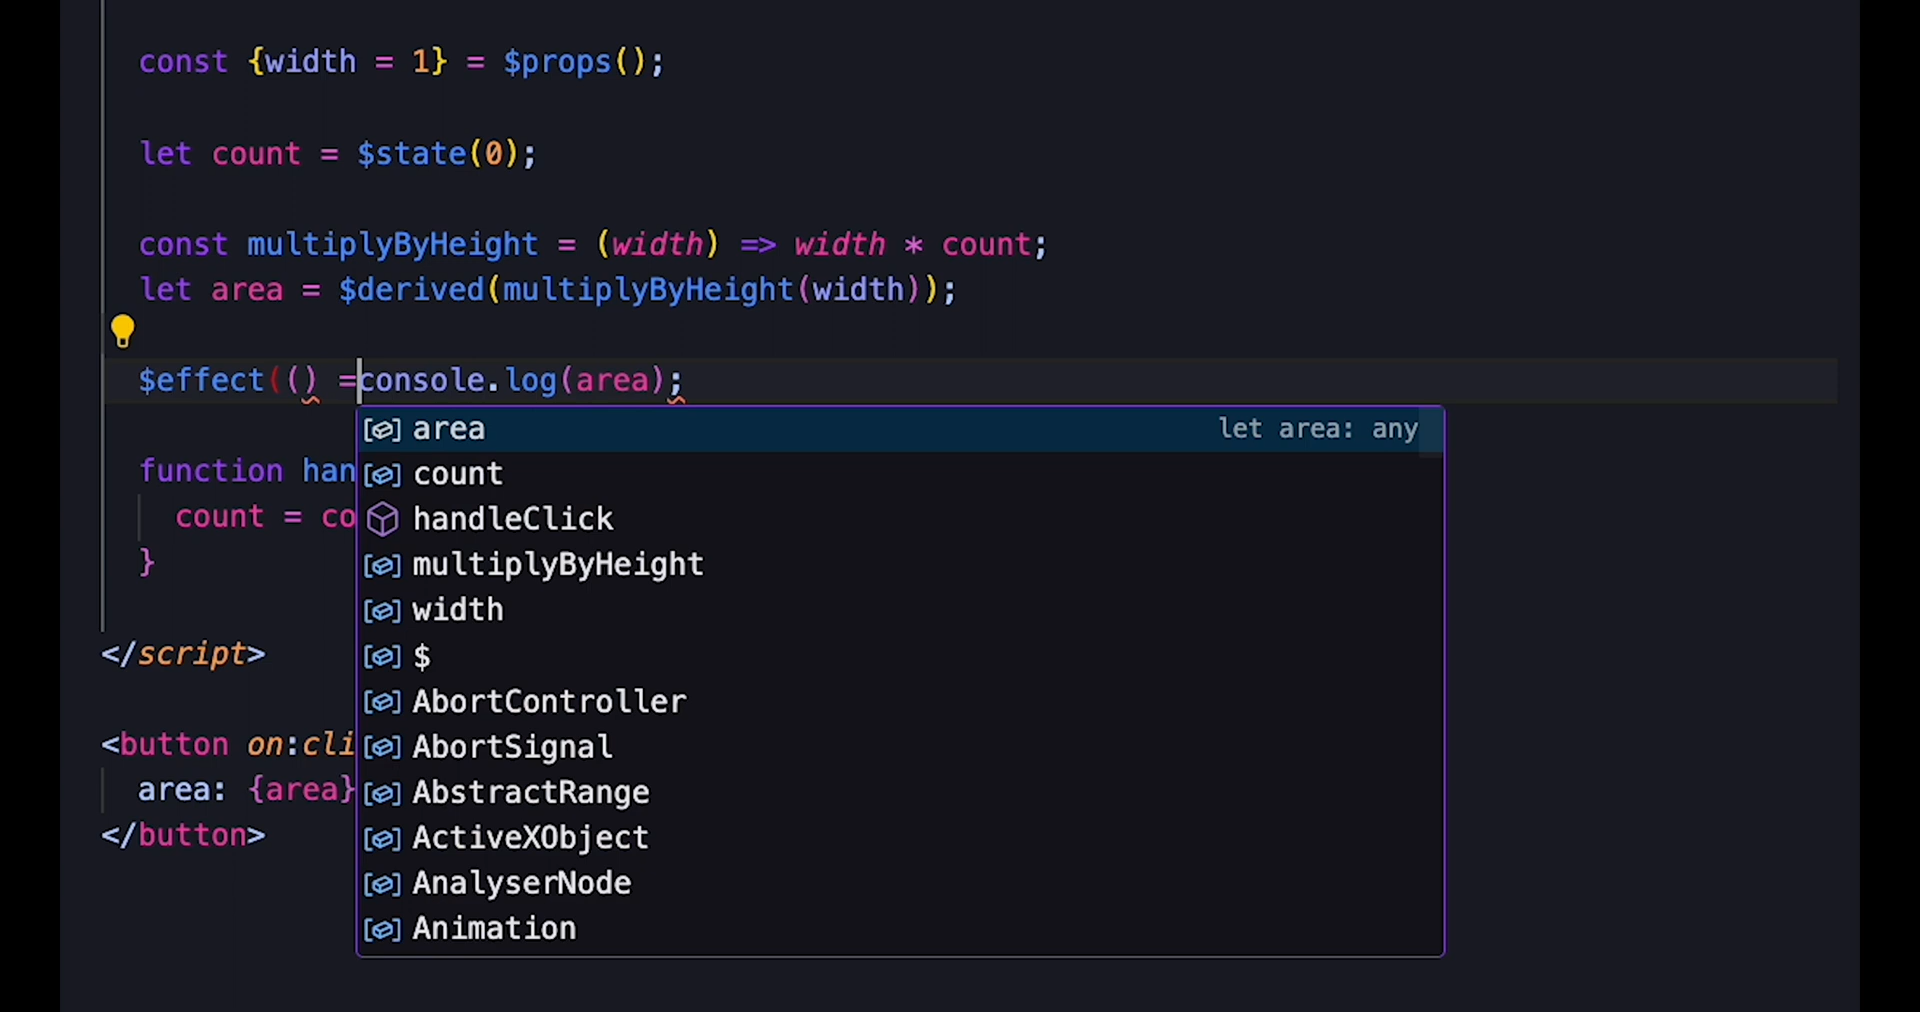 const {width = 1} = $props();
let count = $state(0);
const multiplyByHeight = (width) => width * count;
let area = $derived(multiplyByHeight(width));
$effect(() =console.log(area);
area let area: any
count
function han
handleClick
count = co
multiplyByHeight
}
width
</script>
$
AbortController
<button on:cli
AbortSignal
area: {area}
AbstractRange
</button>
ActiveXObject
AnalyserNode
Animation